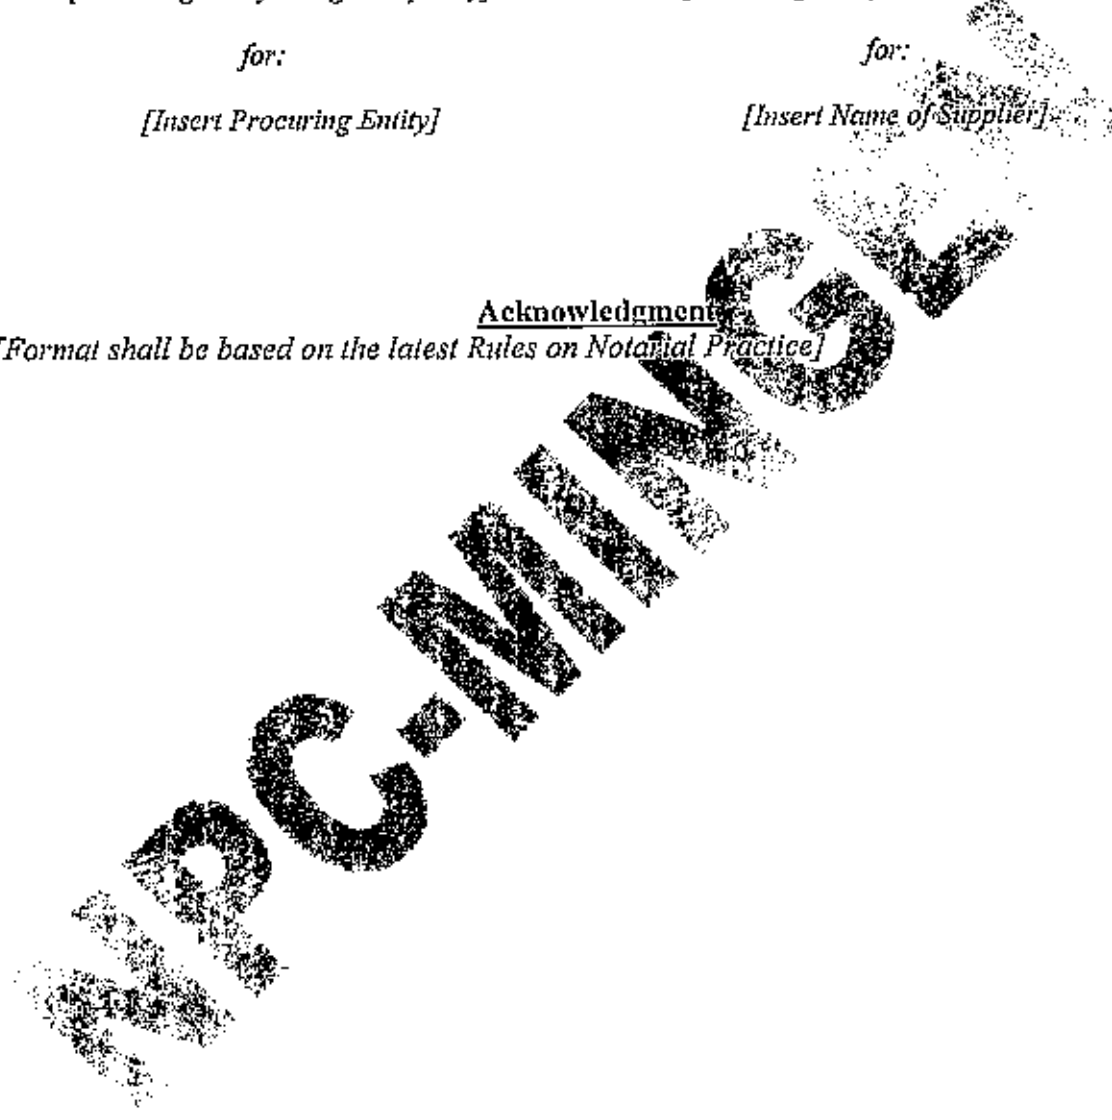 for: for:
[Insert Procuring Entity] [Insert Name of Supplier]
Acknowledgment
[Format shall be based on the latest Rules on Notarial Practice]
NPC-MINGEN